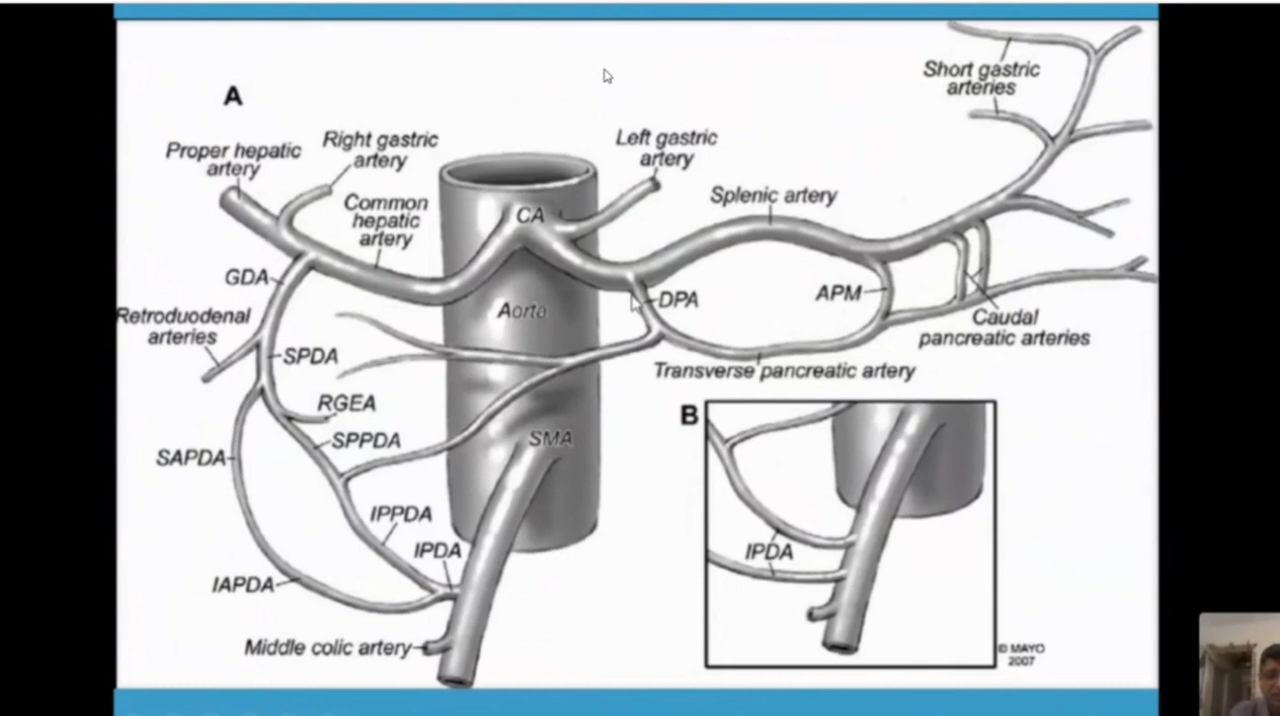 A
Proper hepatic
artery
Right gastric
artery
Common
hepatic
artery
CA
Left gastric
artery
Splenic artery
Short gastric
arteries
GDA
Aorta
DPA
APM
Caudal
pancreatic arteries
Retroduodenal
arteries
SPDA
Transverse pancreatic artery
RGEA
SPPDA
SMA
SAPDA
IPPDA
IPDA
IAPDA
Middle colic artery
B
IPDA
© MAYO
2007